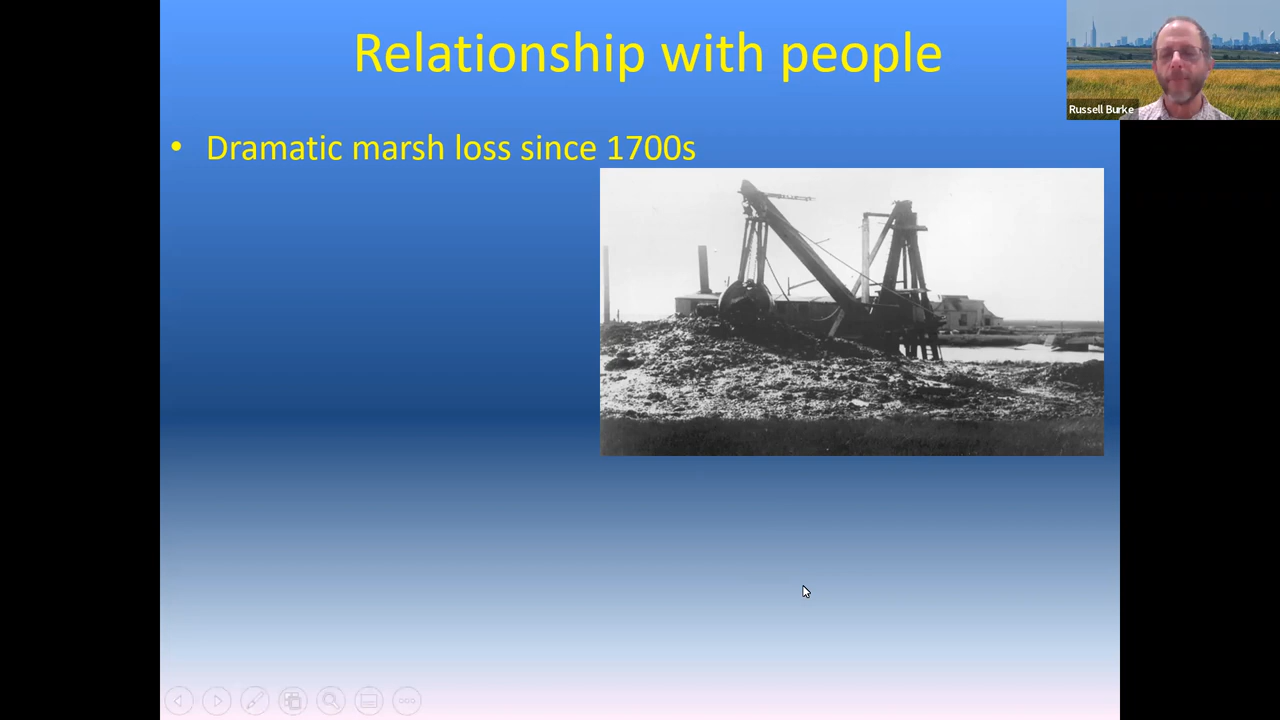 Relationship with people
• Dramatic marsh loss since 1700s
Russell Burke